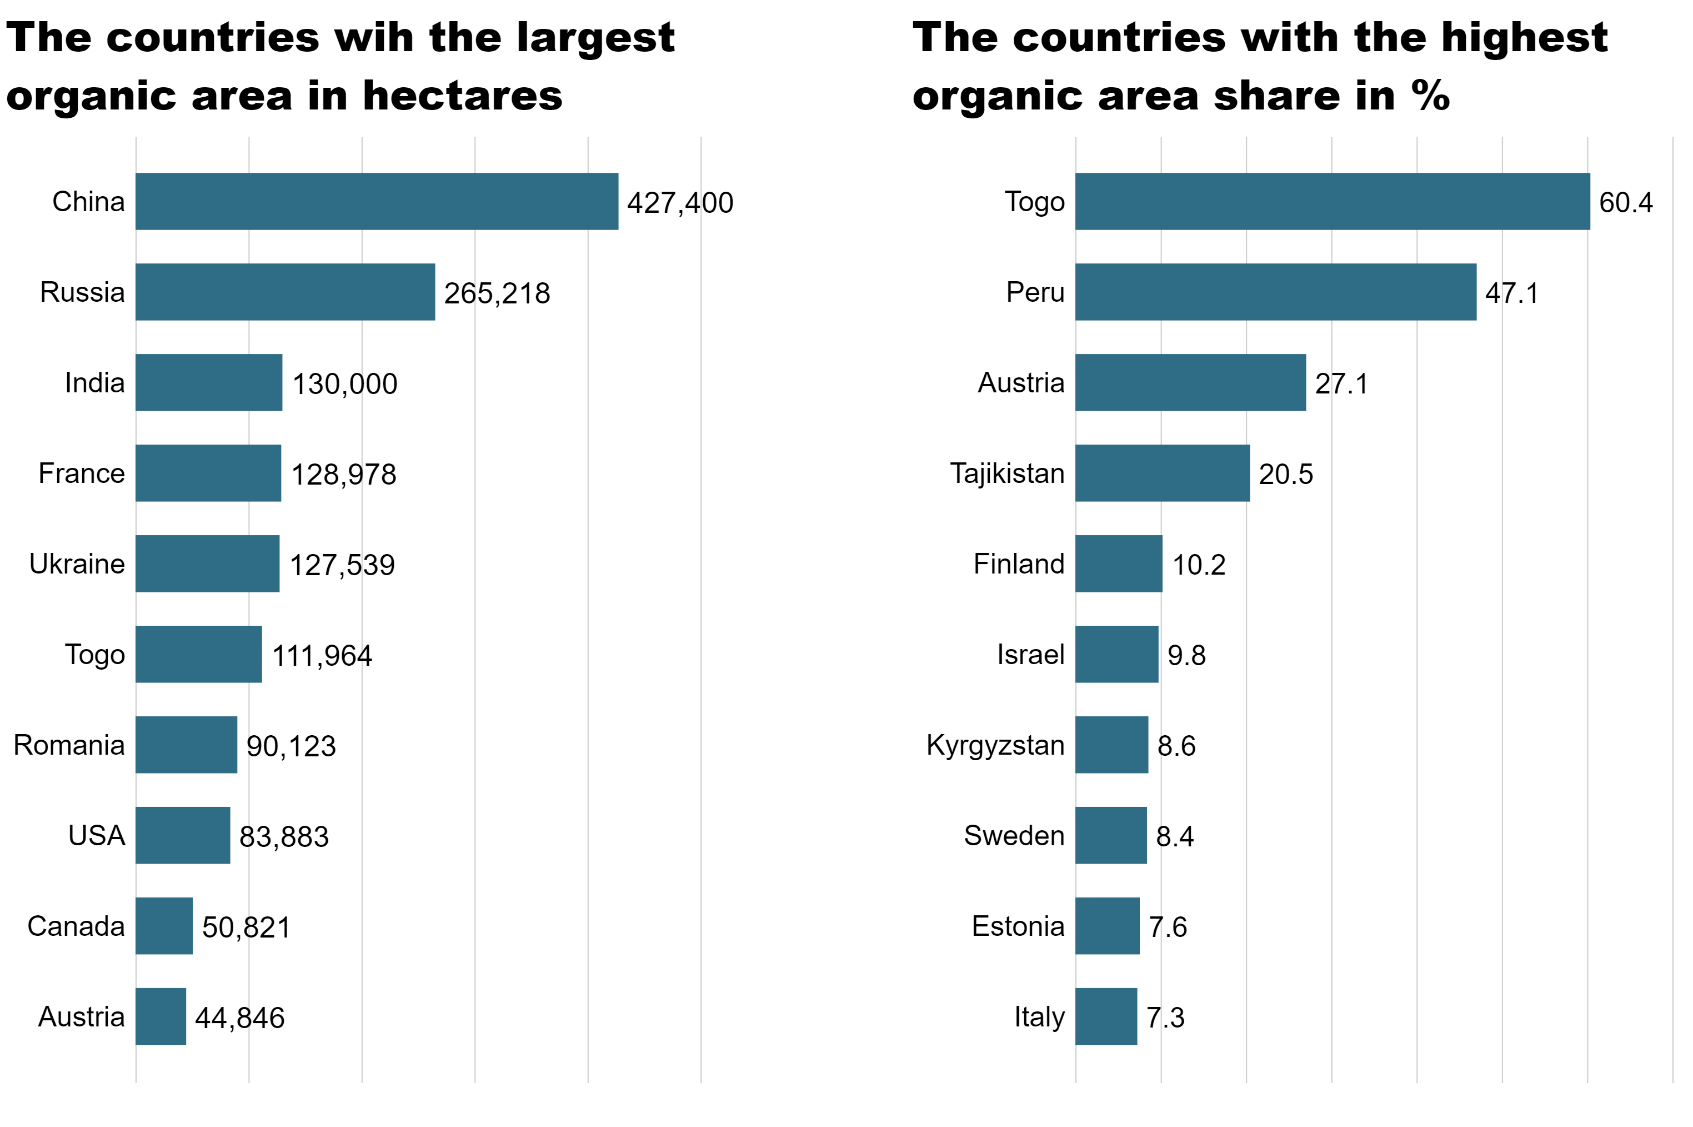 The countries wih the largest
organic area in hectares
China 427,400
Russia 265,218
India 130,000
France 128,978
Ukraine 127,539
Togo 111,964
Romania 90,123
USA 83,883
Canada 50,821
Austria 44,846
The countries with the highest
organic area share in %
Togo 60.4
Peru 47.1
Austria 27.1
Tajikistan 20.5
Finland 10.2
Israel 9.8
Kyrgyzstan 8.6
Sweden 8.4
Estonia 7.6
Italy 7.3